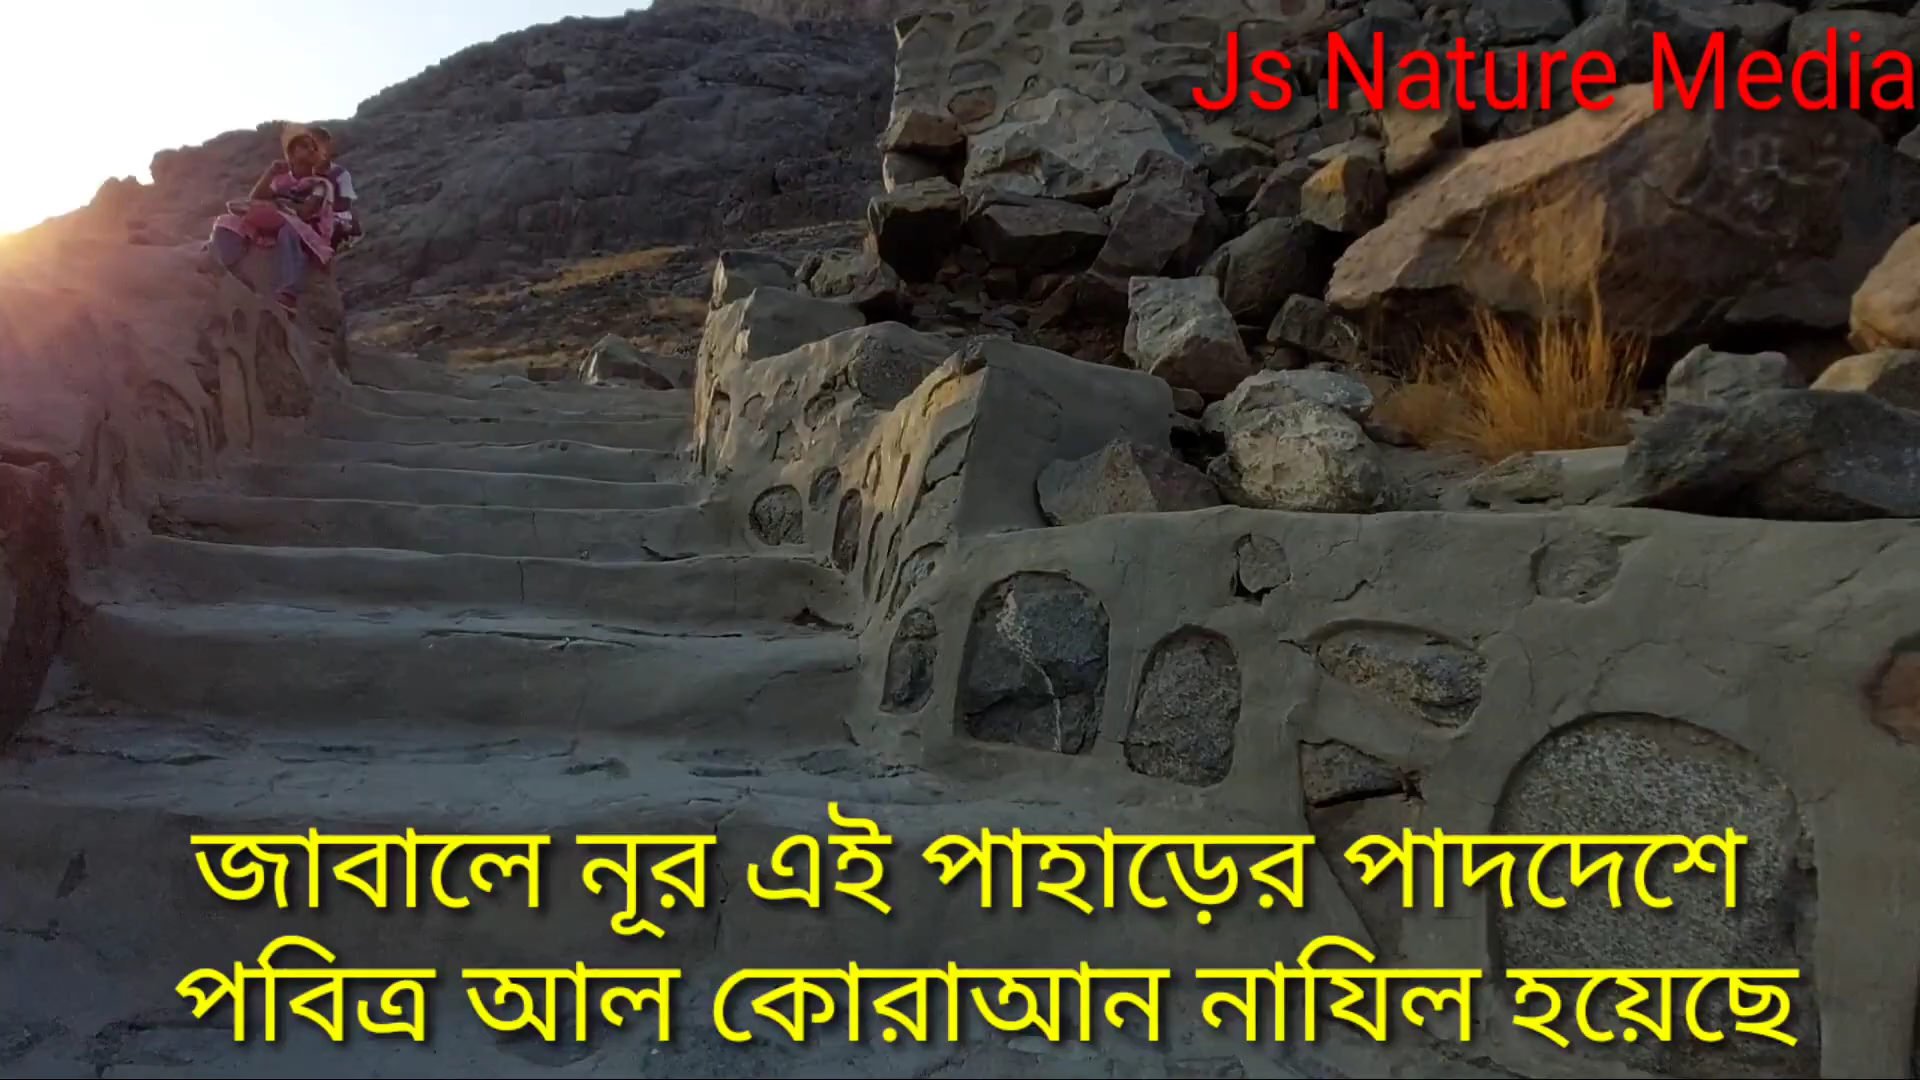 Js Nature Media
জাবালে নূর এই পাহাড়ের পাদদেশে
পবিত্র আল কোরাআন নাযিল হয়েছে